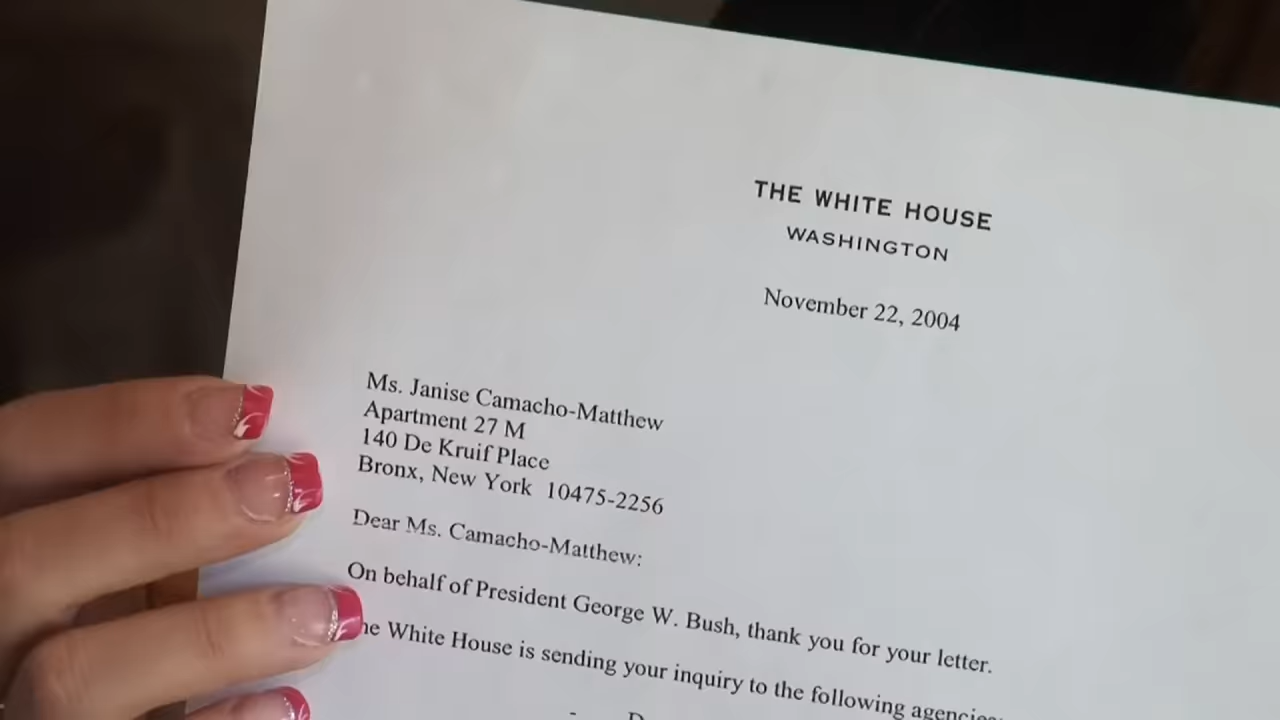 THE WHITE HOUSE
WASHINGTON
November 22, 2004
Ms. Janise Camacho-Matthew
Apartment 27 M
140 De Kruif Place
Bronx, New York 10475-2256
Dear Ms. Camacho-Matthew:
On behalf of President George W. Bush, thank you for your letter.
he White House is sending your inquiry to the following agencies:
- D